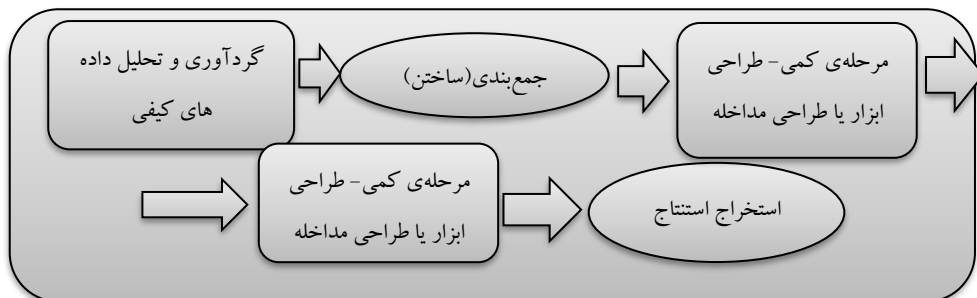 گردآوری و تحلیل داده
های کیفی
جمع‌بندی(ساختن)
مرحله‌ی کمی- طراحی
ابزار یا طراحی مداخله
مرحله‌ی کمی- طراحی
ابزار یا طراحی مداخله
استخراج استنتاج